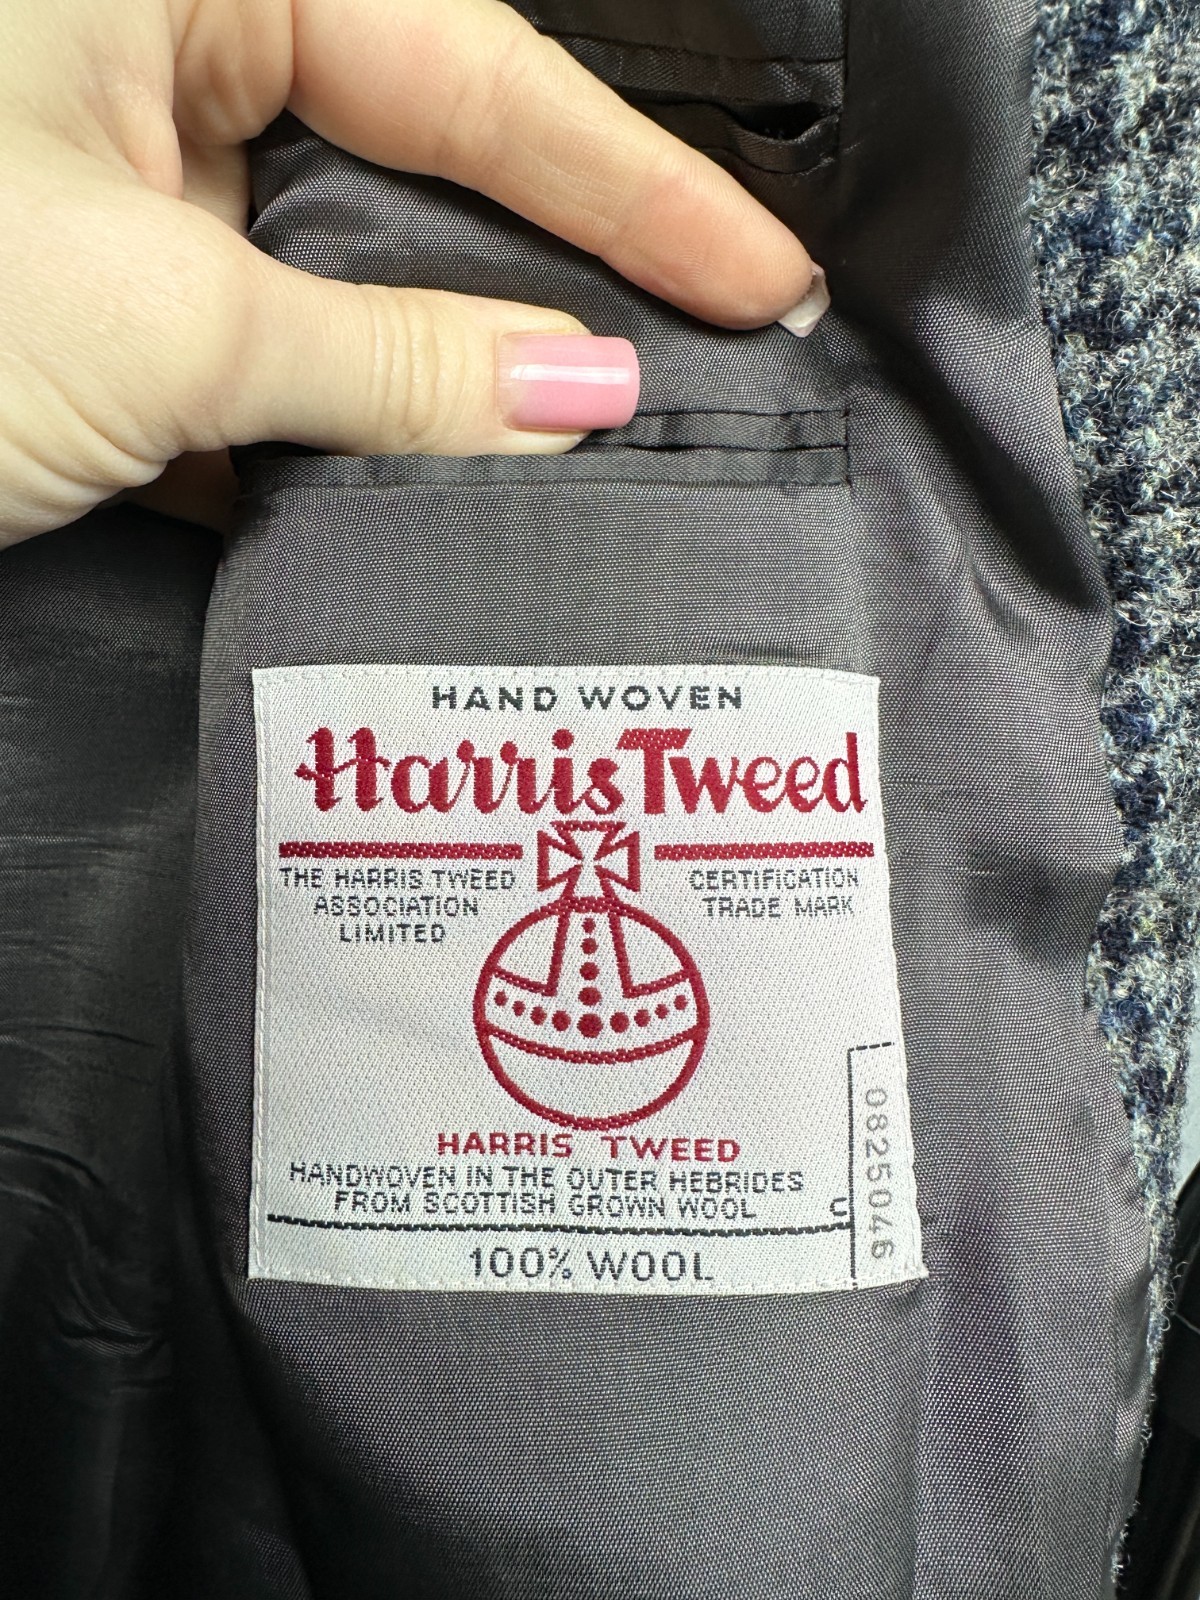 HAND WOVEN
Harris Tweed
THE HARRIS TWEED
ASSOCIATION
LIMITED
CERTIFICATION
TRADE MARK
HARRIS TWEED
HANDWOVEN IN THE OUTER HEBRIDES
FROM SCOTTISH GROWN WOOL
100% WOOL
C
0825046